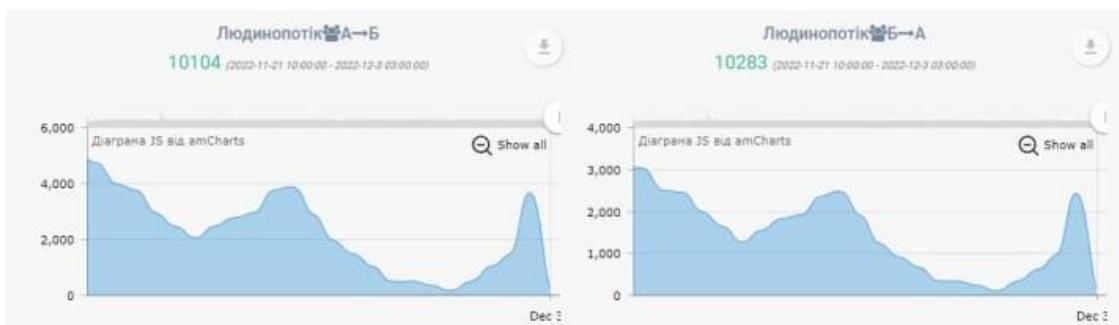 Людинопотік А→Б
10104 (2022-11-21 10:00:00 - 2022-12-3 03:00:00)
6,000
Діаграма JS від amCharts
Show all
4,000
2,000
0
Dec 3
Людинопотік Б→А
10283 (2022-11-21 10:00:00 - 2022-12-3 03:00:00)
4,000
Діаграма JS від amCharts
Show all
3,000
2,000
1,000
0
Dec 3